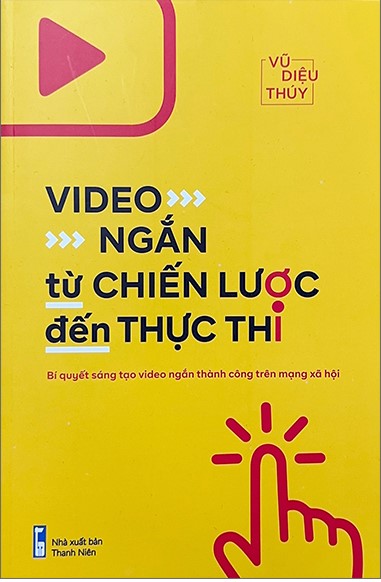 VŨ
DIỆU
THÚY
VIDEO
NGẮN
từ CHIẾN LƯỢC
đến THỰC THI
Bí quyết sáng tạo video ngắn thành công trên mạng xã hội
Nhà xuất bản
Thanh Niên